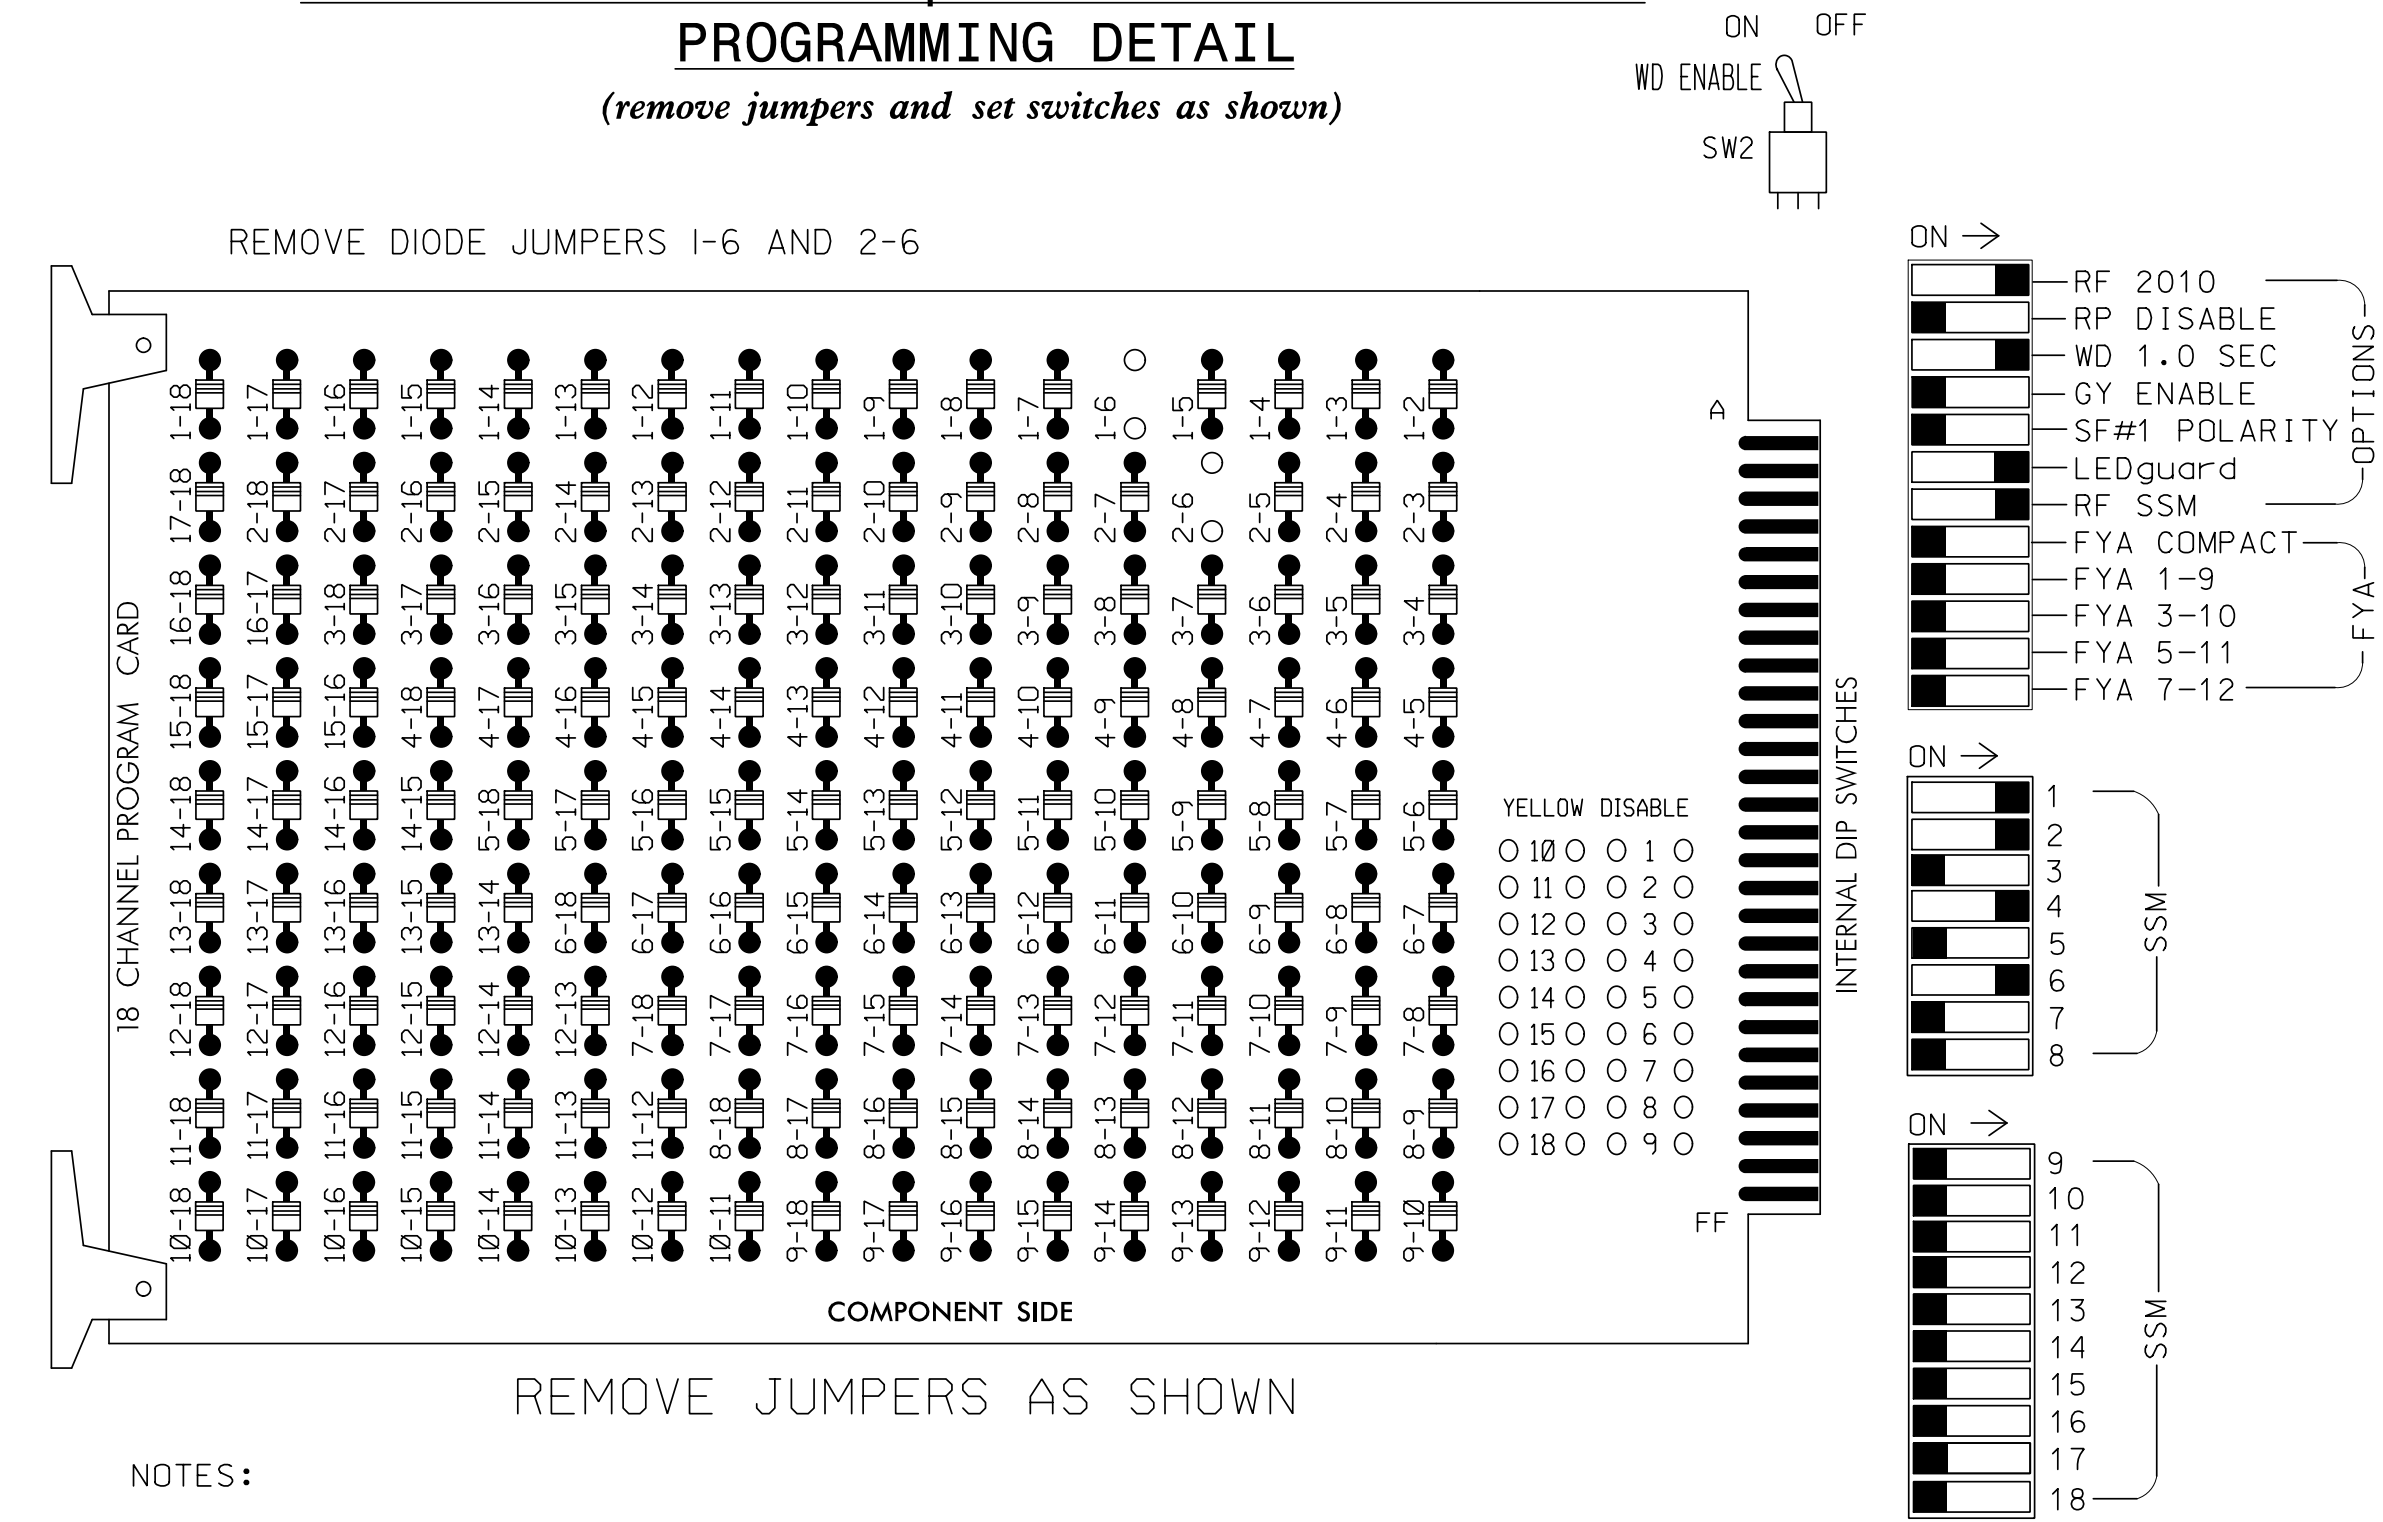 PROGRAMMING DETAIL
(remove jumpers and set switches as shown)
ON OFF
WD ENABLE
SW2
REMOVE DIODE JUMPERS 1-6 AND 2-6
18 CHANNEL PROGRAM CARD
1-18 1-17 1-16 1-15 1-14 1-13 1-12 1-11 1-10 1-9 1-8 1-7 1-6 1-5 1-4 1-3 1-2
17-18 2-18 2-17 2-16 2-15 2-14 2-13 2-12 2-11 2-10 2-9 2-8 2-7 2-6 2-5 2-4 2-3
16-18 16-17 3-18 3-17 3-16 3-15 3-14 3-13 3-12 3-11 3-10 3-9 3-8 3-7 3-6 3-5 3-4
15-18 15-17 15-16 4-18 4-17 4-16 4-15 4-14 4-13 4-12 4-11 4-10 4-9 4-8 4-7 4-6 4-5
14-18 14-17 14-16 14-15 5-18 5-17 5-16 5-15 5-14 5-13 5-12 5-11 5-10 5-9 5-8 5-7 5-6
13-18 13-17 13-16 13-15 13-14 6-18 6-17 6-16 6-15 6-14 6-13 6-12 6-11 6-10 6-9 6-8 6-7
12-18 12-17 12-16 12-15 12-14 12-13 7-18 7-17 7-16 7-15 7-14 7-13 7-12 7-11 7-10 7-9 7-8
11-18 11-17 11-16 11-15 11-14 11-13 11-12 8-18 8-17 8-16 8-15 8-14 8-13 8-12 8-11 8-10 8-9
10-18 10-17 10-16 10-15 10-14 10-13 10-12 10-11 9-18 9-17 9-16 9-15 9-14 9-13 9-12 9-11 9-10
A
YELLOW DISABLE
10 1
11 2
12 3
13 4
14 5
15 6
16 7
17 8
18 9
FF
COMPONENT SIDE
INTERNAL DIP SWITCHES
ON →
RF 2010
RP DISABLE
WD 1.0 SEC
GY ENABLE
SF#1 POLARITY
LEDguard
RF SSM
OPTIONS
FYA COMPACT
FYA 1-9
FYA 3-10
FYA 5-11
FYA 7-12
FYA
ON →
1
2
3
4
5
6
7
8
SSM
ON →
9
10
11
12
13
14
15
16
17
18
SSM
REMOVE JUMPERS AS SHOWN
NOTES: